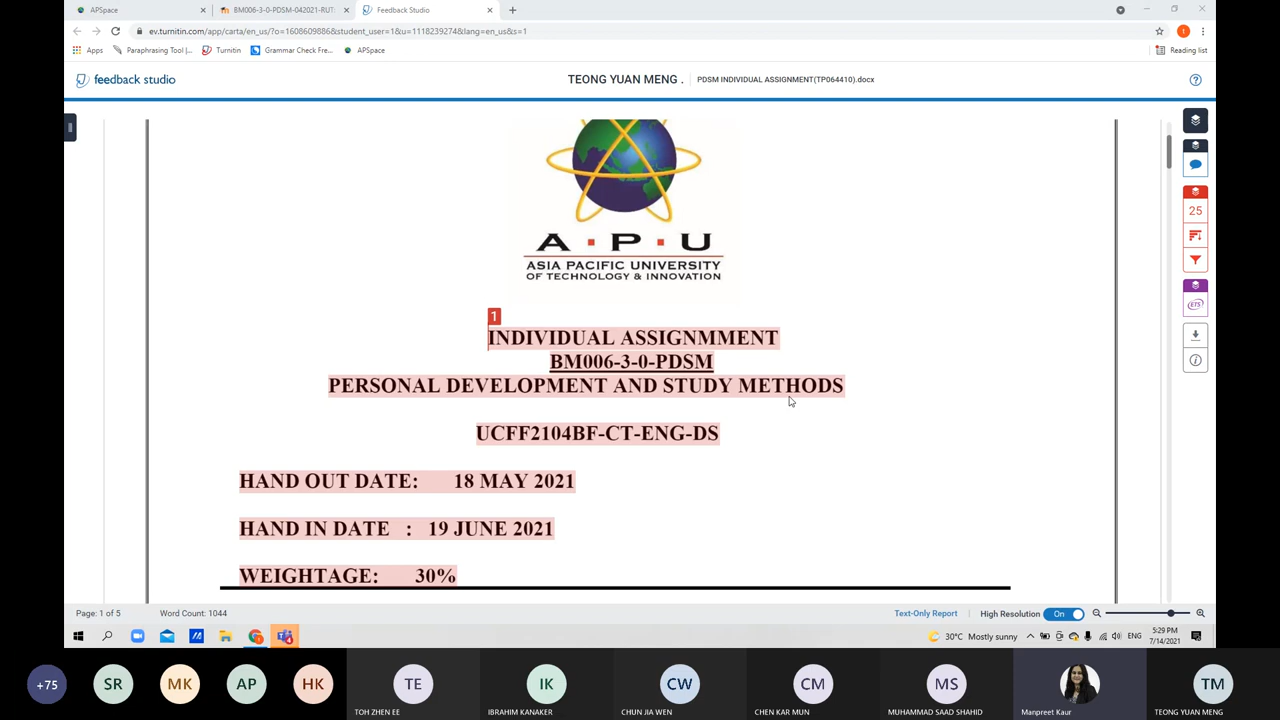 APSpace
BM006-3-0-PDSM-042021-RUT
Feedback Studio
ev.turnitin.com/app/carta/en_us/?o=1608609886&student_user=1&u=1118239274&lang=en_us&s=1
Apps
Paraphrasing Tool |...
Turnitin
Grammar Check Fre...
APSpace
Reading list
feedback studio
TEONG YUAN MENG .
PDSM INDIVIDUAL ASSIGNMENT(TP064410).docx
A · P · U
ASIA PACIFIC UNIVERSITY
OF TECHNOLOGY & INNOVATION
25
1
INDIVIDUAL ASSIGNMMENT
BM006-3-0-PDSM
PERSONAL DEVELOPMENT AND STUDY METHODS
UCFF2104BF-CT-ENG-DS
HAND OUT DATE: 18 MAY 2021
HAND IN DATE : 19 JUNE 2021
WEIGHTAGE: 30%
ETS
Page: 1 of 5
Word Count: 1044
Text-Only Report
High Resolution
On
30°C Mostly sunny
ENG
5:29 PM
7/14/2021
+75
SR
MK
AP
HK
TE
TOH ZHEN EE
IK
IBRAHIM KANAKER
CW
CHUN JIA WEN
CM
CHEN KAR MUN
MS
MUHAMMAD SAAD SHAHID
Manpreet Kaur
TM
TEONG YUAN MENG